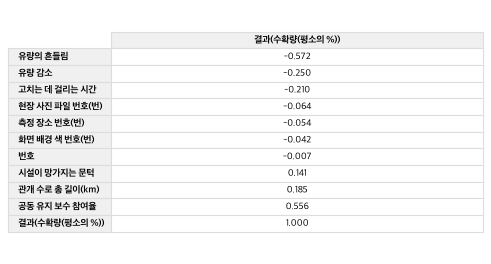 결과(수확량(평소의 %))
유량의 흔들림 -0.572
유량 감소 -0.250
고치는 데 걸리는 시간 -0.210
현장 사진 파일 번호(번) -0.064
측정 장소 번호(번) -0.054
화면 배경 색 번호(번) -0.042
번호 -0.007
시설이 망가지는 문턱 0.141
관개 수로 총 길이(km) 0.185
공동 유지 보수 참여율 0.556
결과(수확량(평소의 %)) 1.000